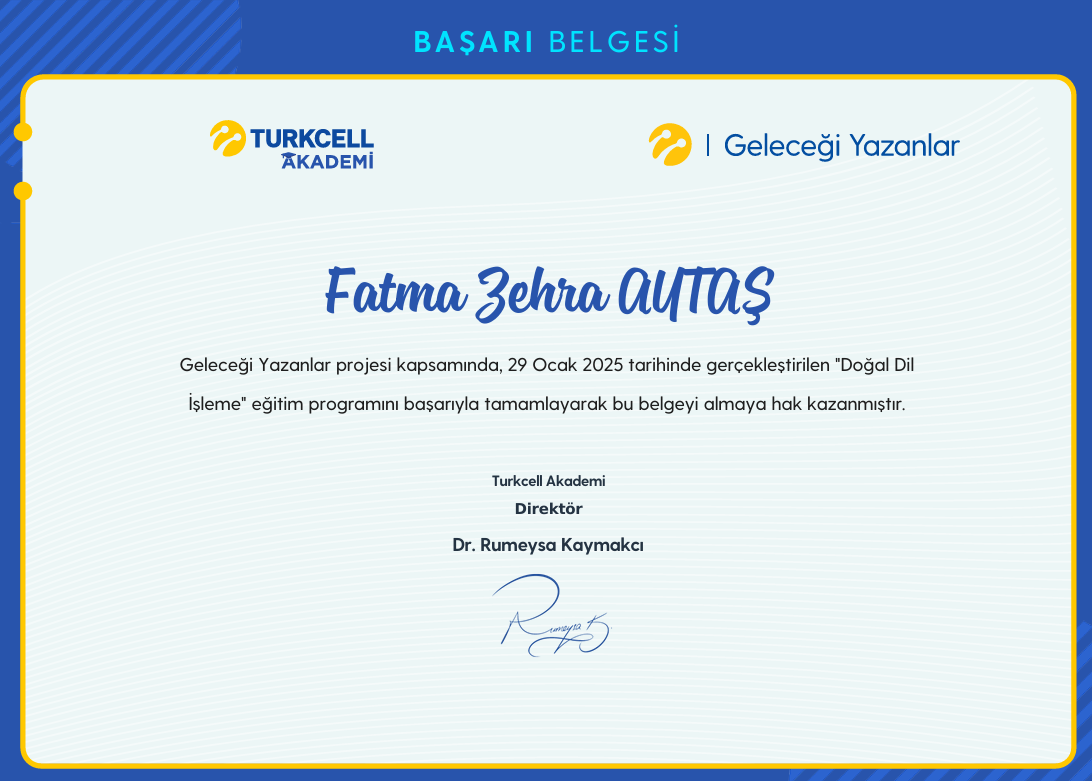 BAŞARI BELGESİ
TURKCELL
AKADEMİ
Geleceği Yazanlar
Fatma Zehra AYTAŞ
Geleceği Yazanlar projesi kapsamında, 29 Ocak 2025 tarihinde gerçekleştirilen "Doğal Dil
İşleme" eğitim programını başarıyla tamamlayarak bu belgeyi almaya hak kazanmıştır.
Turkcell Akademi
Direktör
Dr. Rumeysa Kaymakcı
Rumeysa K